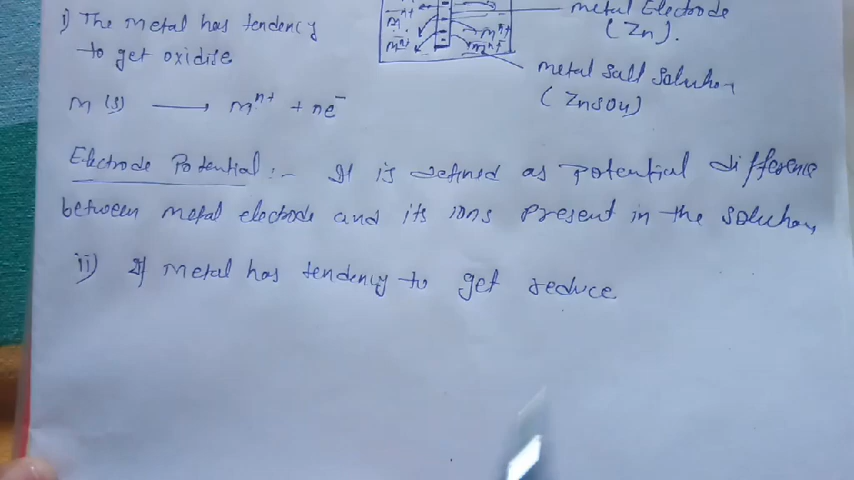 i) The metal has tendency
to get oxidise
M (s) → M^n+ + ne^-
metal Electrode
(Zn).
metal Salt Solution
(ZnSO4)
M^n+
M^n+
M^n+
M^n+
Electrode Potential :- It is defined as potential difference
between metal electrode and its ions present in the solution,
ii) If metal has tendency to get reduce